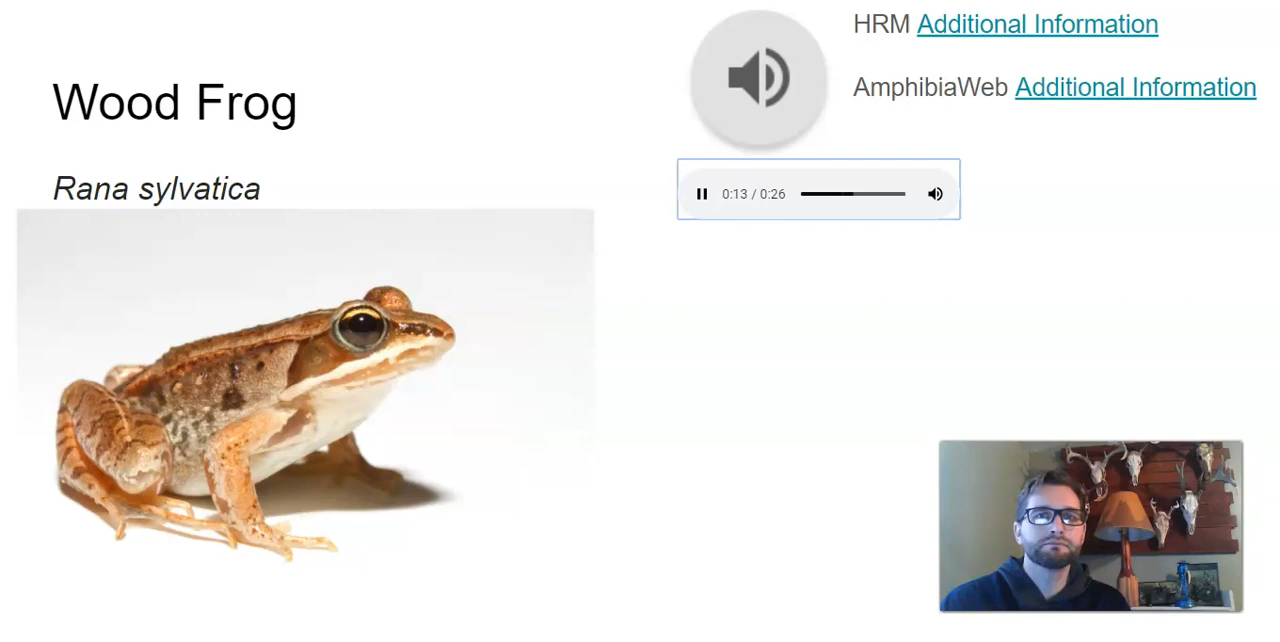 Wood Frog
Rana sylvatica
HRM Additional Information
AmphibiaWeb Additional Information
0:13 / 0:26